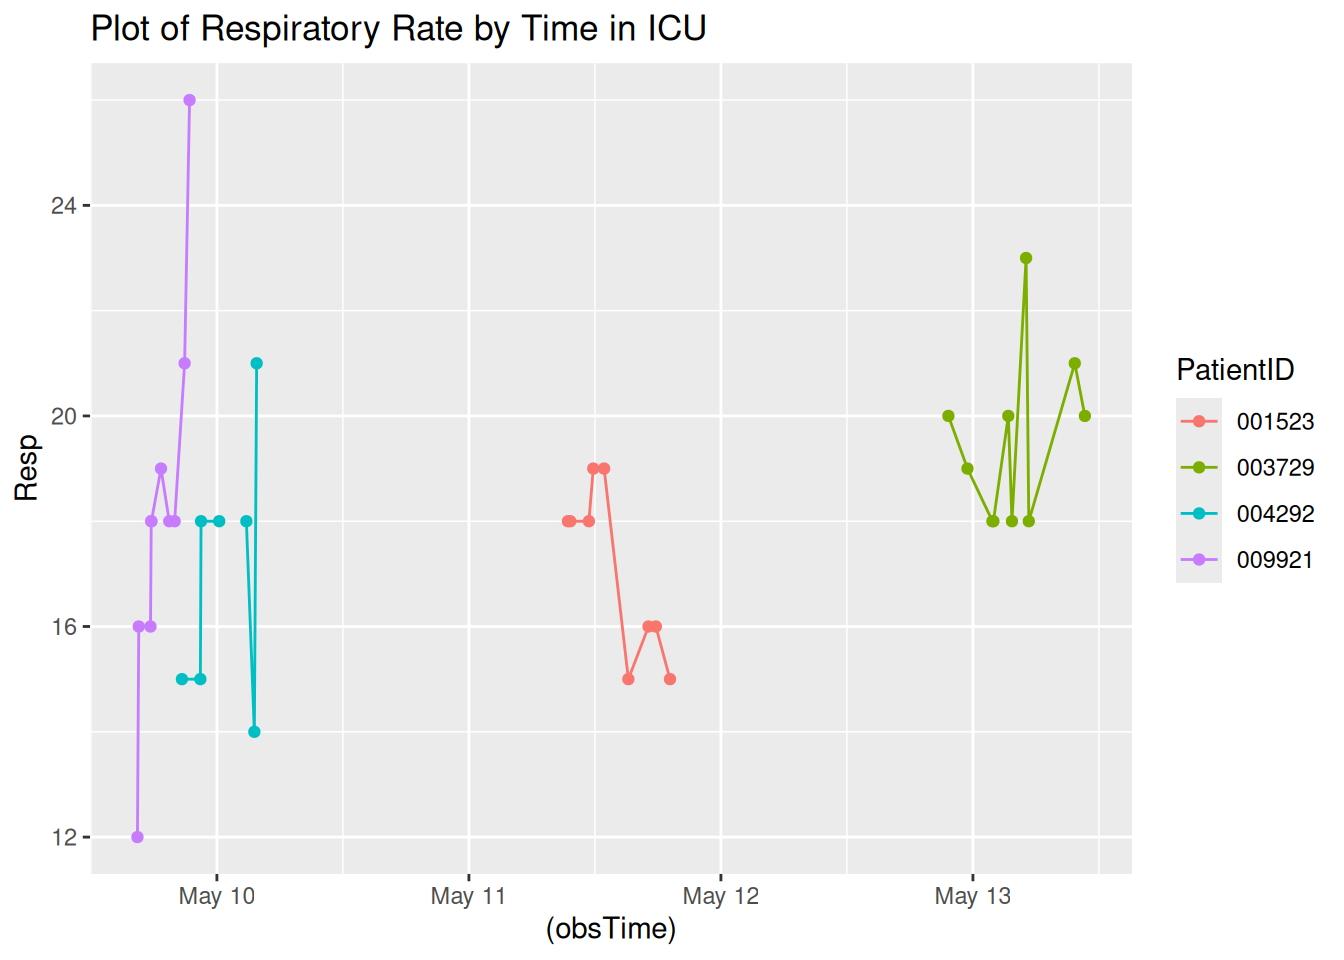 Plot of Respiratory Rate by Time in ICU
24
20
16
12
Resp
May 10
May 11
May 12
May 13
(obsTime)
PatientID
001523
003729
004292
009921